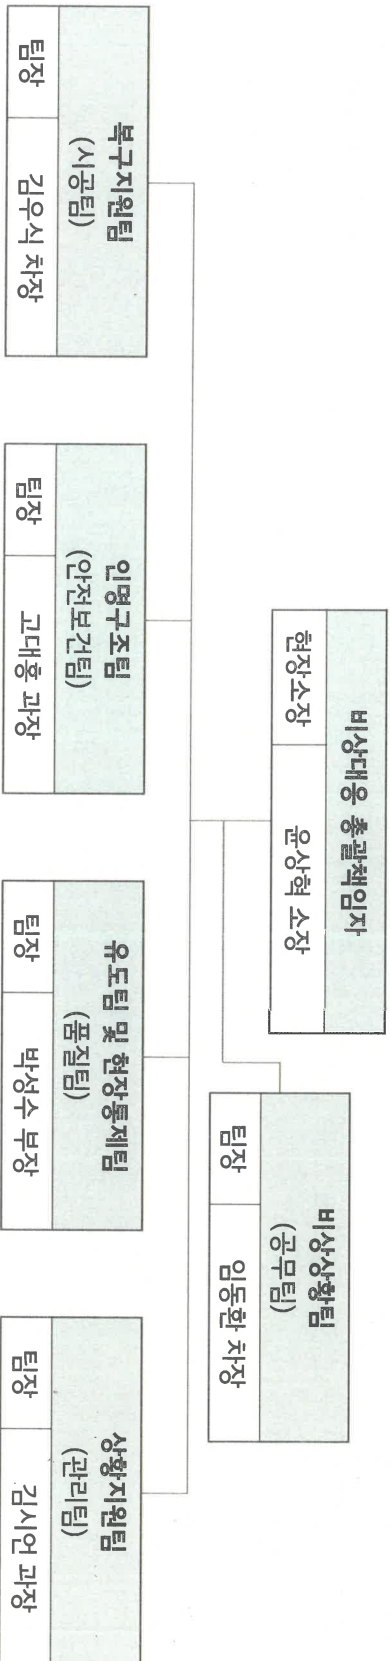 비상대응 총괄책임자
현장소장 윤상혁 소장
비상상황팀
(공무팀)
팀장 임동환 차장
복구지원팀
(시공팀)
팀장 김우식 차장
인명구조팀
(안전보건팀)
팀장 고대홍 과장
유도팀 및 현장통제팀
(품질팀)
팀장 박성수 부장
상황지원팀
(관리팀)
팀장 김시언 과장